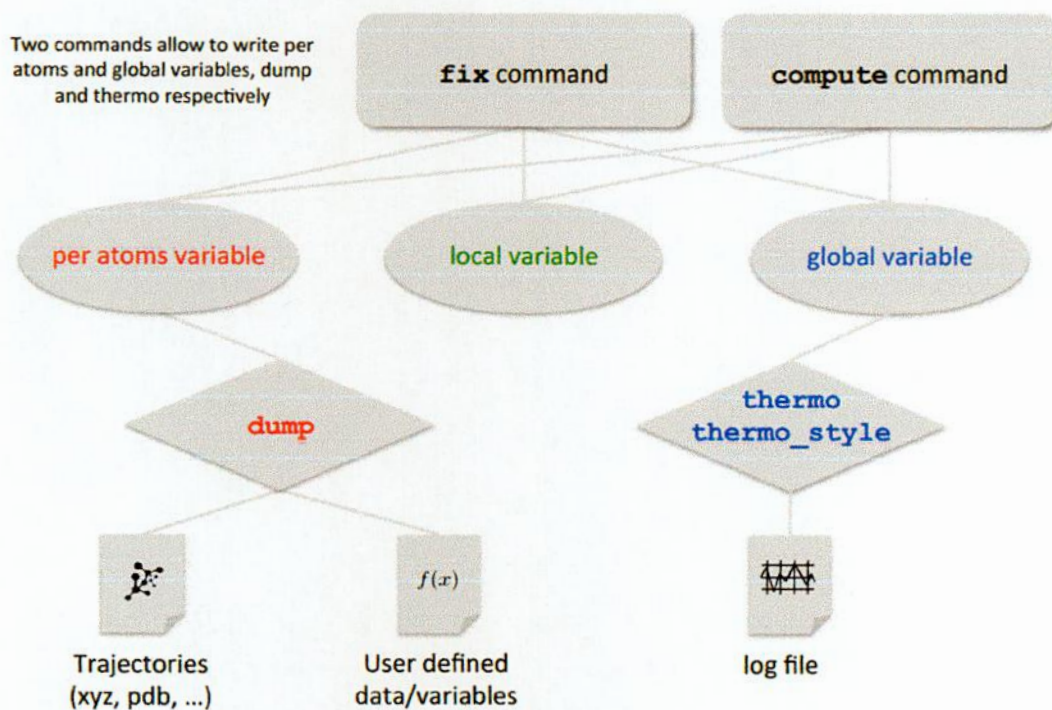 Two commands allow to write per
atoms and global variables, dump
and thermo respectively
fix command
compute command
per atoms variable
local variable
global variable
dump
thermo
thermo_style
f(x)
Trajectories
(xyz, pdb, ...)
User defined
data/variables
log file